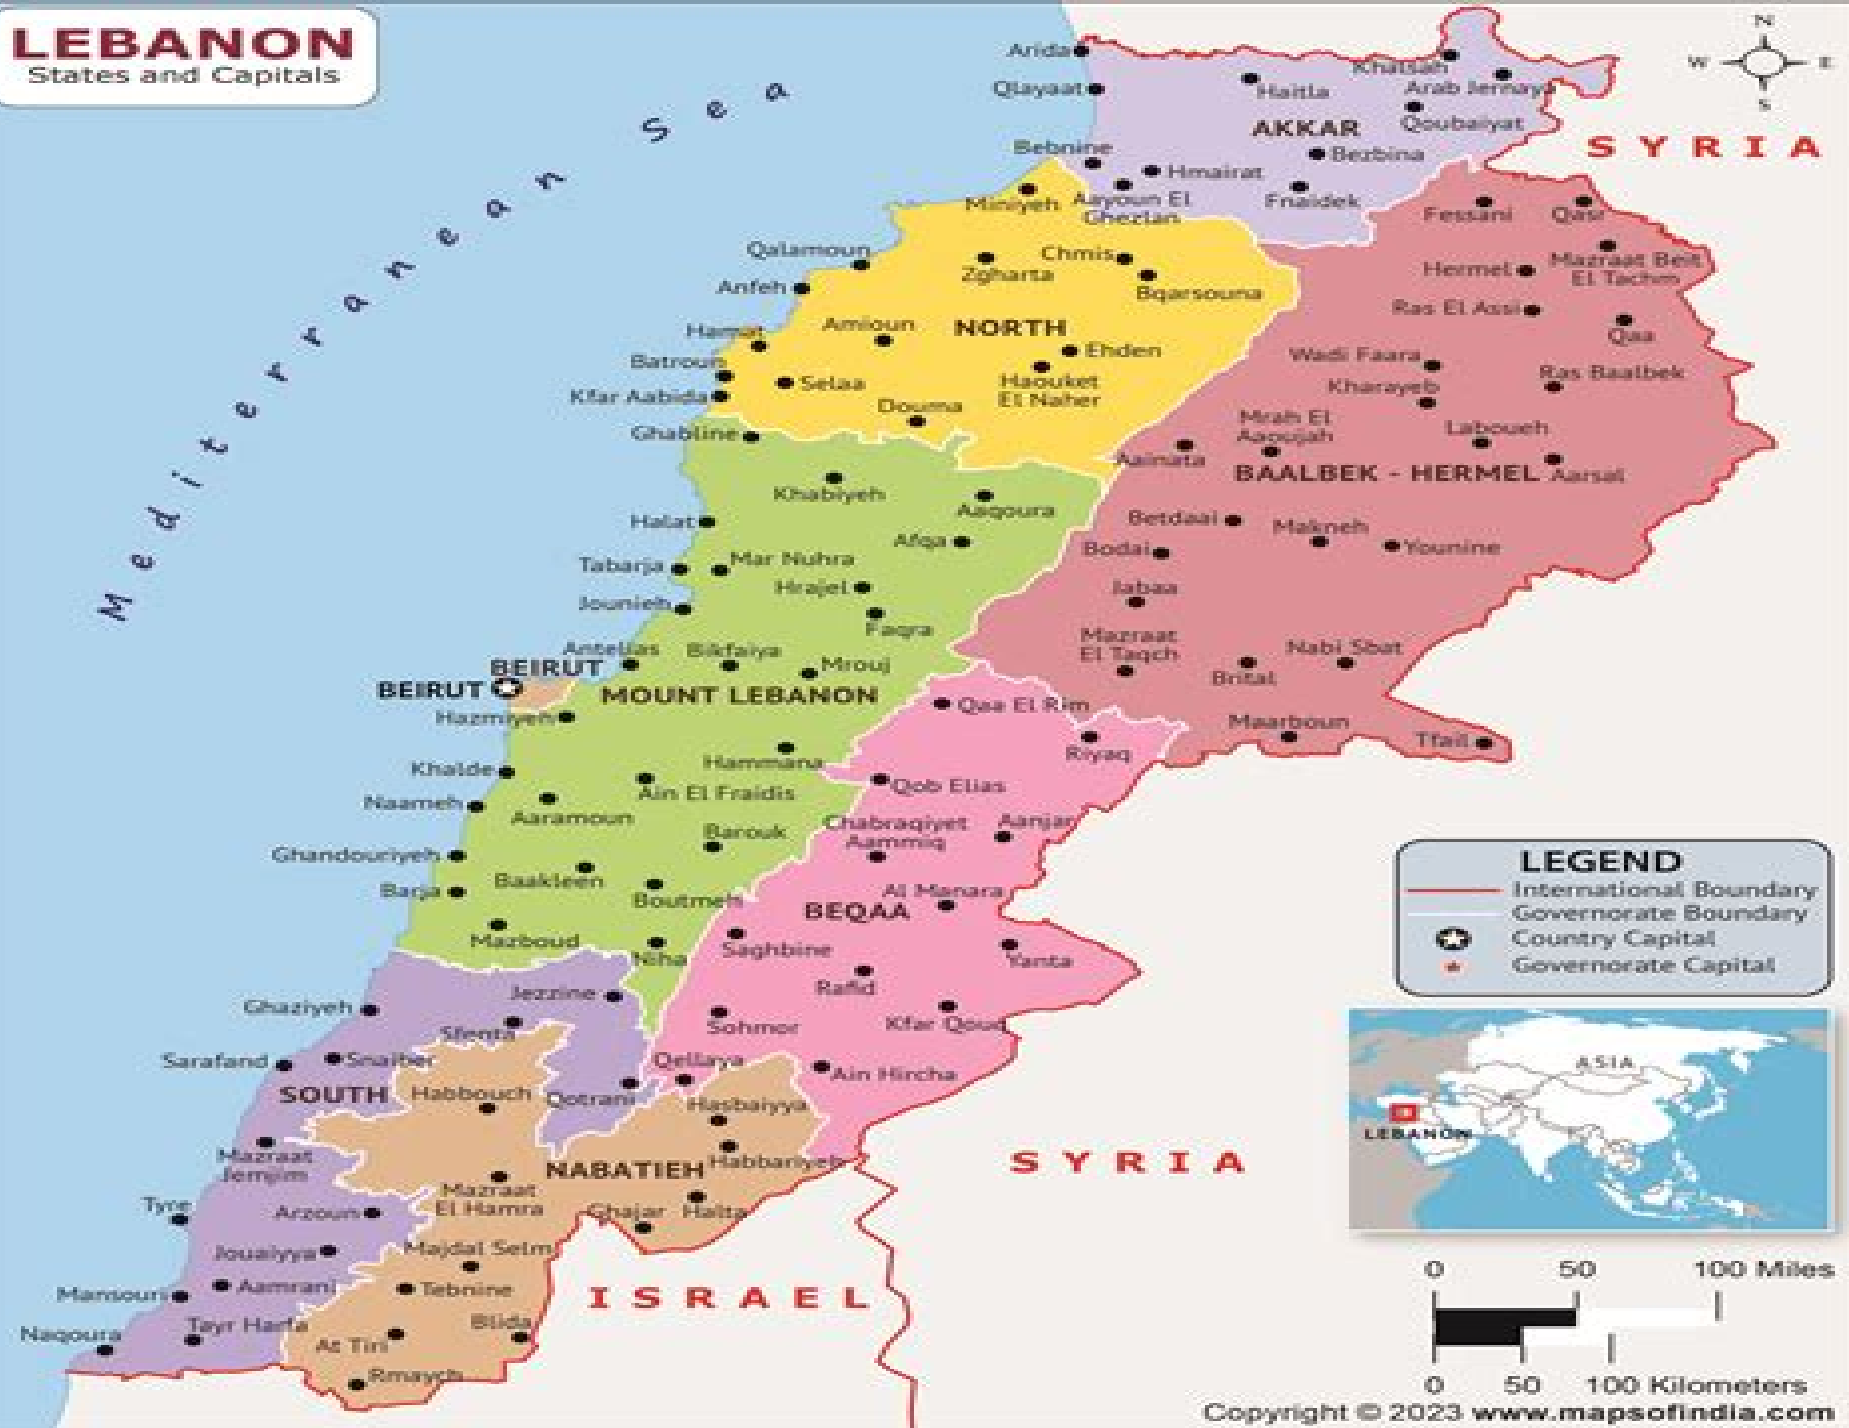 LEBANON
States and Capitals
Mediterranean Sea
N
W E
S
SYRIA
Arida
Khatsah
Qlayaat
Haitla
Arab Jernaya
AKKAR
Qoubaiyat
Bebnine
Bezbina
Hmairat
Miniyeh
Aayoun El
Ghezlan
Fnaidek
Fessani
Qasr
Qalamoun
Zgharta
Chmis
Hermel
Mazraat Beit
El Tachm
Anfeh
Bqarsouna
Ras El Assi
Hamat
Amioun
NORTH
Qaa
Batroun
Ehden
Wadi Faara
Kfar Aabida
Selaa
Haouket
El Naher
Kharayeb
Ras Baalbek
Douma
Mrah El
Aaoujah
Laboueh
Ghabline
Aainata
BAALBEK - HERMEL
Aarsal
Khabiyeh
Aaqoura
Halat
Betdaai
Makneh
Afqa
Bodai
Younine
Tabarja
Mar Nuhra
Hrajel
Jabaa
Jounieh
Faqra
Mazraat
El Taqch
Nabi Sbat
Antelias
Bikfaiya
Mrouj
Brital
BEIRUT
BEIRUT
MOUNT LEBANON
Hazmiyeh
Qaa El Rim
Maarboun
Tfail
Riyaq
Khalde
Hammana
Qob Elias
Naameh
Ain El Fraidis
Aaramoun
Barouk
Chabraqiyet
Aammiq
Aanjar
Ghandouriyeh
Baakleen
Barja
Boutmeh
Al Manara
BEQAA
Mazboud
Niha
Saghbine
Yanta
Rafid
Jezzine
Ghaziyeh
Sfenta
Sohmor
Kfar Qouq
Sarafand
Snaiber
Qellaya
Ain Hircha
SOUTH
Habbouch
Qotrani
Hasbaiyya
Mazraat
Jemjim
NABATIEH
Habbariyeh
SYRIA
Tyre
Arzoun
Mazraat
El Hamra
Ghajar
Halta
Jouaiyya
Majdal Selm
Mansouri
Aamrani
Tebnine
ISRAEL
Naqoura
Tayr Harfa
At Tiri
Blida
Rmaych
LEGEND
International Boundary
Governorate Boundary
Country Capital
Governorate Capital
ASIA
LEBANON
0 50 100 Miles
0 50 100 Kilometers
Copyright © 2023 www.mapsofindia.com